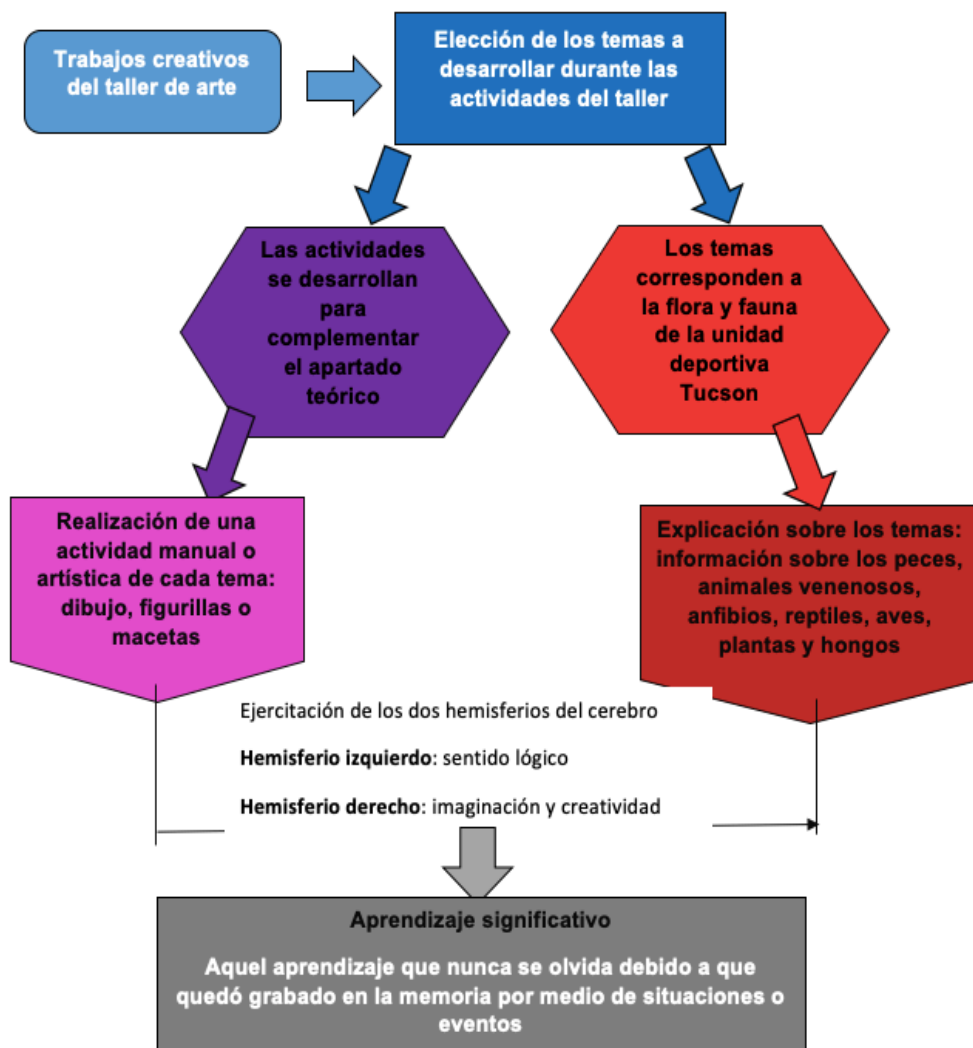 Trabajos creativos
del taller de arte
Elección de los temas a
desarrollar durante las
actividades del taller
Las actividades
se desarrollan
para
complementar
el apartado
teórico
Los temas
corresponden a
la flora y fauna
de la unidad
deportiva
Tucson
Realización de una
actividad manual o
artística de cada tema:
dibujo, figurillas o
macetas
Explicación sobre los temas:
información sobre los peces,
animales venenosos,
anfibios, reptiles, aves,
plantas y hongos
Ejercitación de los dos hemisferios del cerebro
Hemisferio izquierdo: sentido lógico
Hemisferio derecho: imaginación y creatividad
Aprendizaje significativo
Aquel aprendizaje que nunca se olvida debido a que
quedó grabado en la memoria por medio de situaciones o
eventos